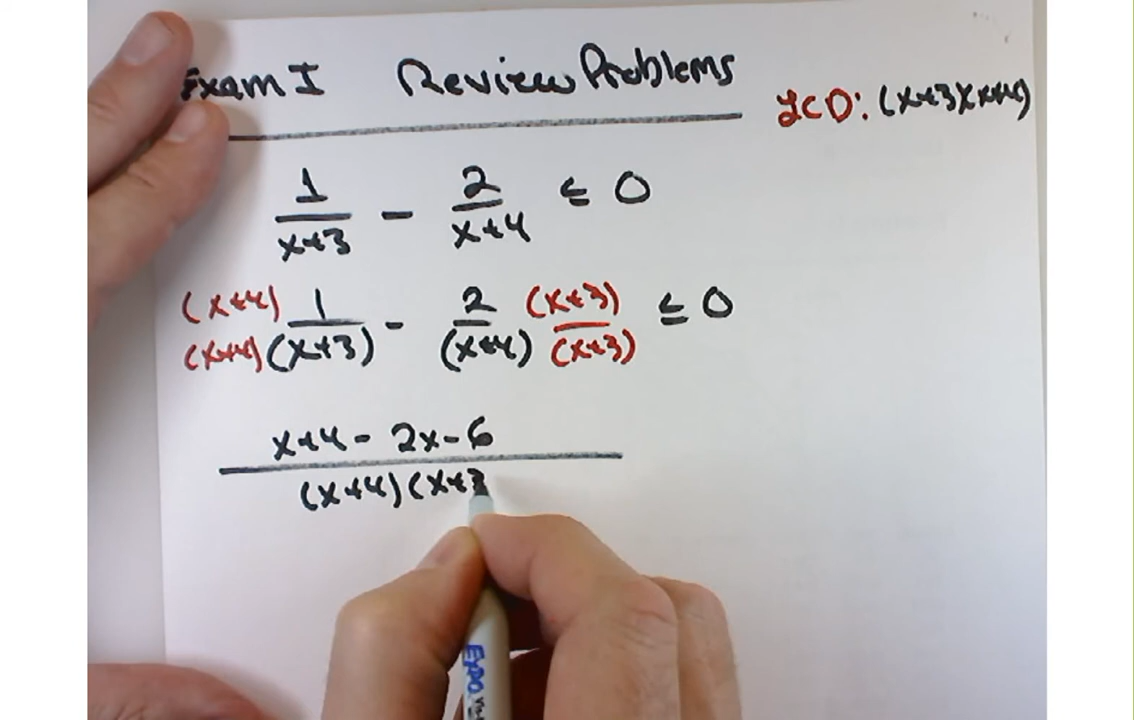 Exam I Review Problems
LCD: (x+3)(x+4)
1/(x+3) - 2/(x+4) ≤ 0
(x+4)/(x+4) 1/(x+3) - 2/(x+4) (x+3)/(x+3) ≤ 0
x+4 - 2x - 6
(x+4)(x+3
EXPO